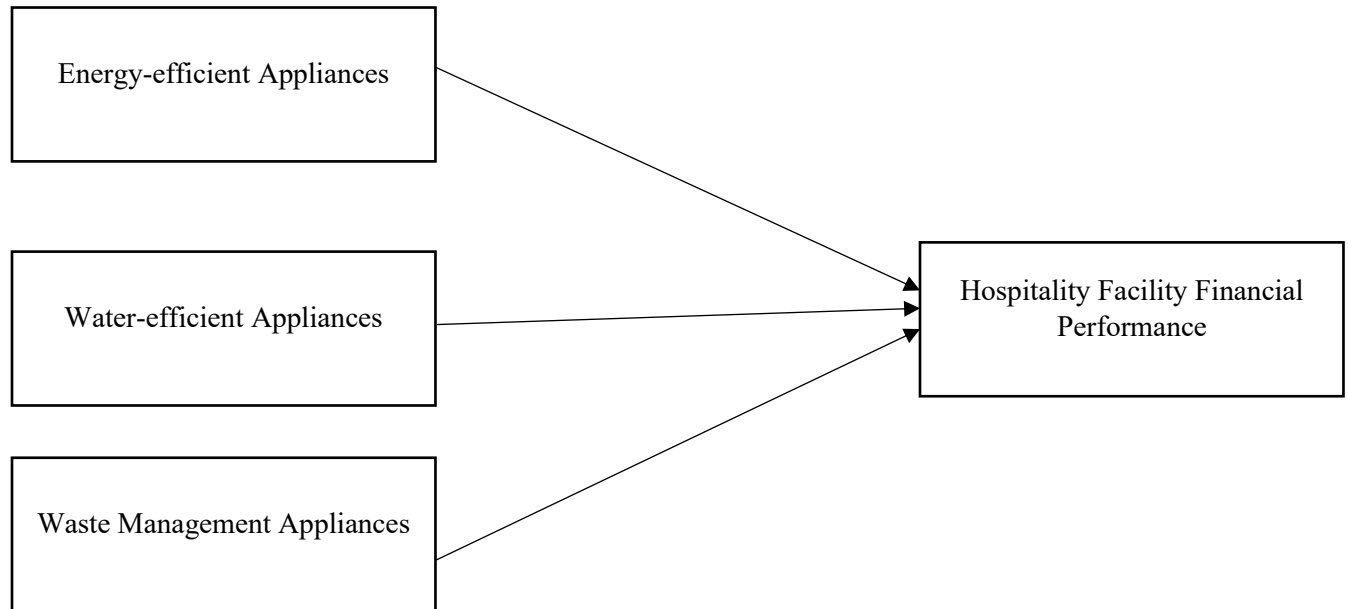 Energy-efficient Appliances
Water-efficient Appliances
Hospitality Facility Financial
Performance
Waste Management Appliances